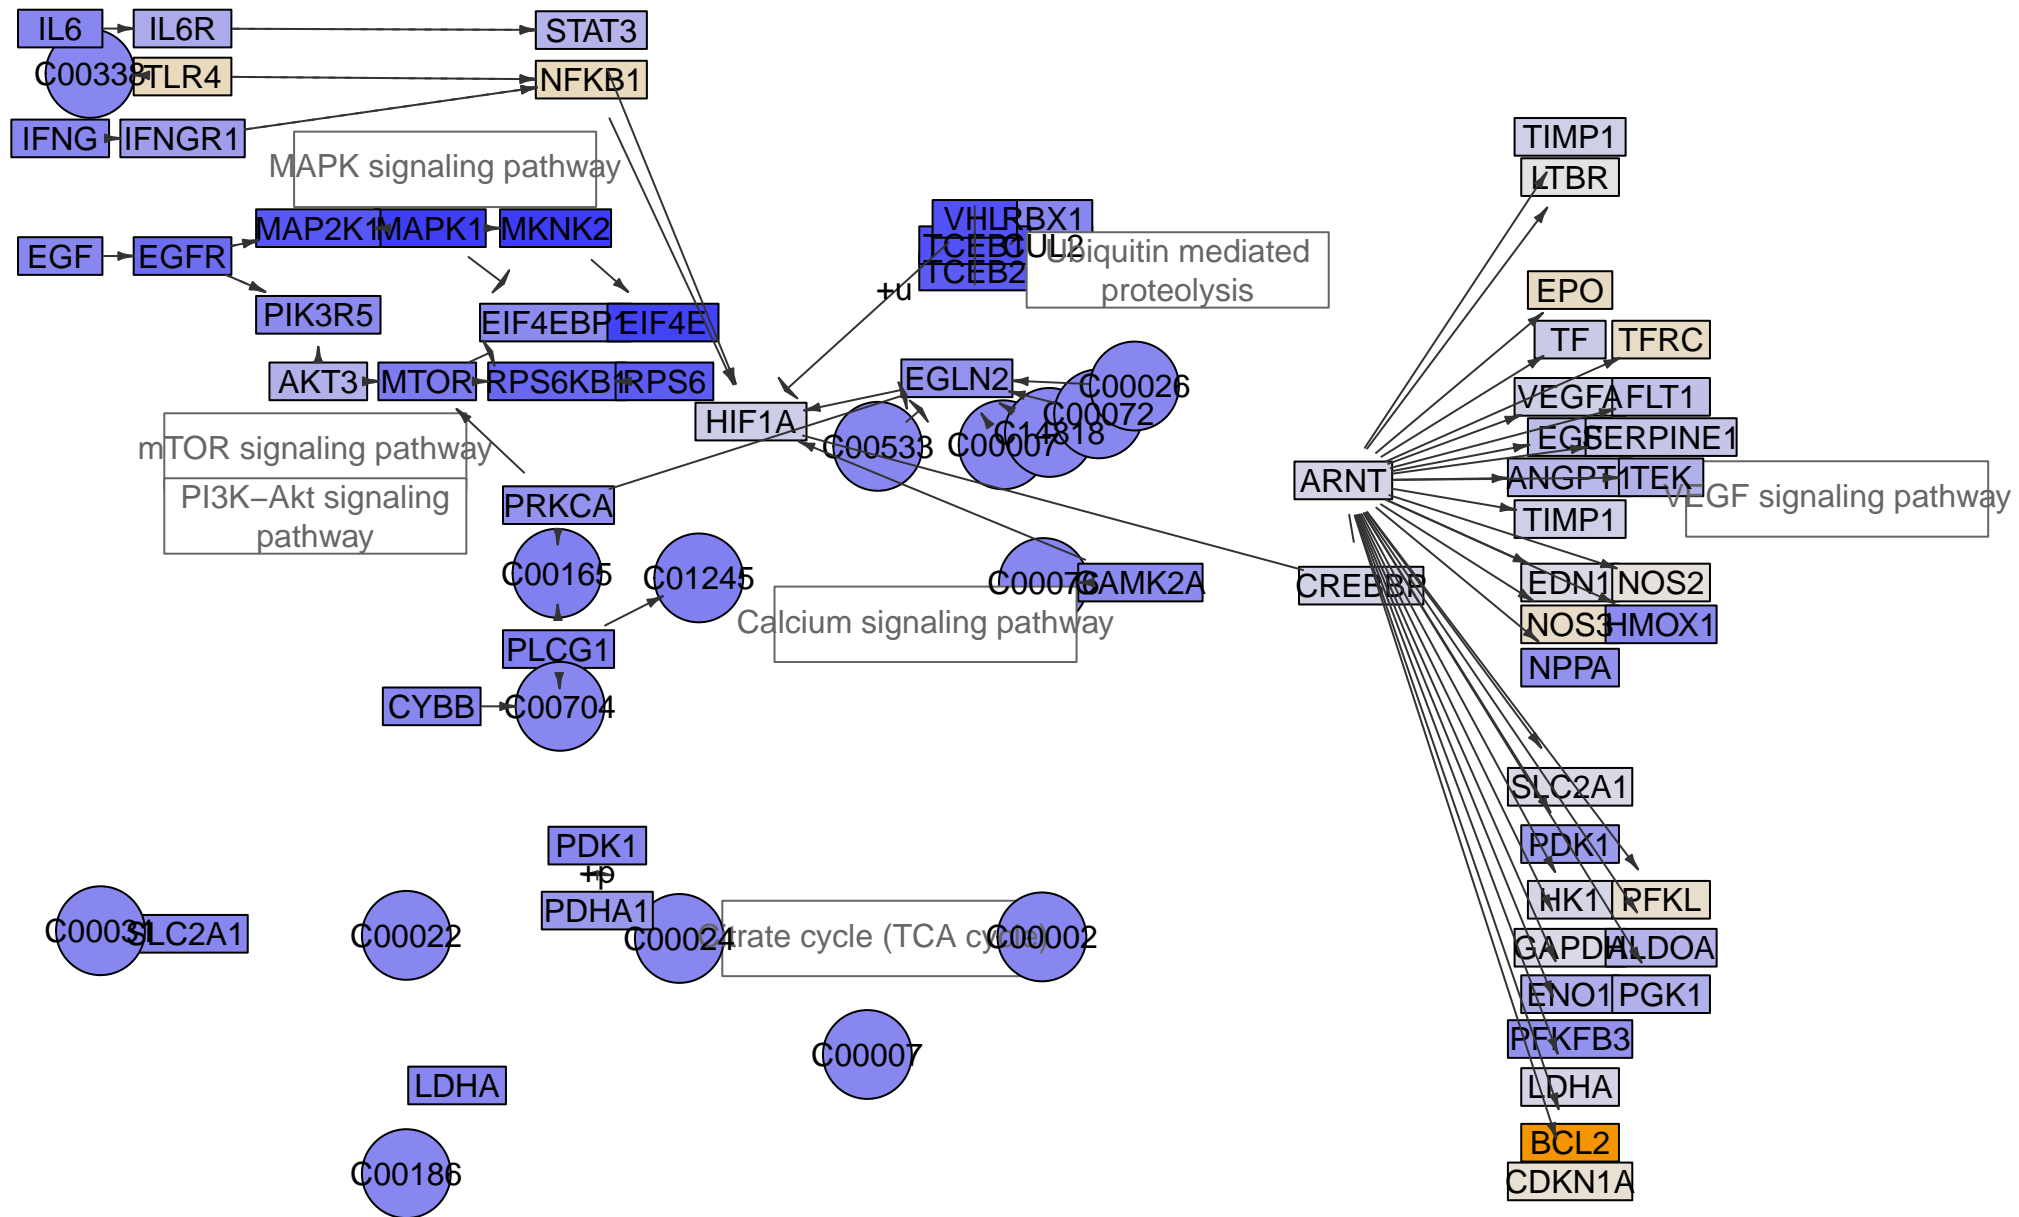 IL6
IL6R
STAT3
C00338
TLR4
NFKB1
IFNG
IFNGR1
MAPK signaling pathway
TIMP1
LTBR
MAP2K1
MAPK1
MKNK2
VHL
RBX1
EGF
EGFR
TCEB1
CUL2
TCEB2
Ubiquitin mediated
proteolysis
+u
PIK3R5
EIF4EBP1
EIF4E
EPO
TF
TFRC
AKT3
MTOR
RPS6KB1
RPS6
EGLN2
C00026
HIF1A
C00072
C14818
C00007
C00533
VEGFA
FLT1
EGF
SERPINE1
mTOR signaling pathway
PI3K–Akt signaling
pathway
ARNT
ANGPT1
TEK
VEGF signaling pathway
TIMP1
PRKCA
C00165
C01245
C00076
CAMK2A
CREBBP
EDN1
NOS2
Calcium signaling pathway
NOS3
HMOX1
PLCG1
NPPA
CYBB
C00704
SLC2A1
PDK1
+p
PDK1
PDHA1
HK1
PFKL
C00031
SLC2A1
C00022
C00024
Citrate cycle (TCA cycle)
C00002
GAPDH
ALDOA
ENO1
PGK1
C00007
PFKFB3
LDHA
LDHA
BCL2
C00186
CDKN1A